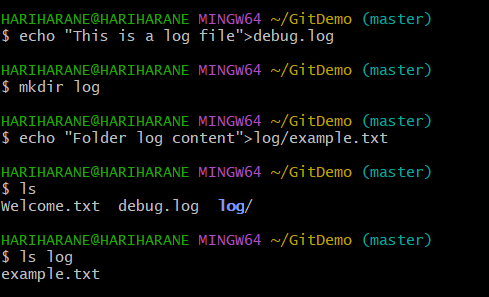 HARIHARANE@HARIHARANE MINGW64 ~/GitDemo (master)
$ echo "This is a log file">debug.log
HARIHARANE@HARIHARANE MINGW64 ~/GitDemo (master)
$ mkdir log
HARIHARANE@HARIHARANE MINGW64 ~/GitDemo (master)
$ echo "Folder log content">log/example.txt
HARIHARANE@HARIHARANE MINGW64 ~/GitDemo (master)
$ ls
Welcome.txt  debug.log  log/
HARIHARANE@HARIHARANE MINGW64 ~/GitDemo (master)
$ ls log
example.txt